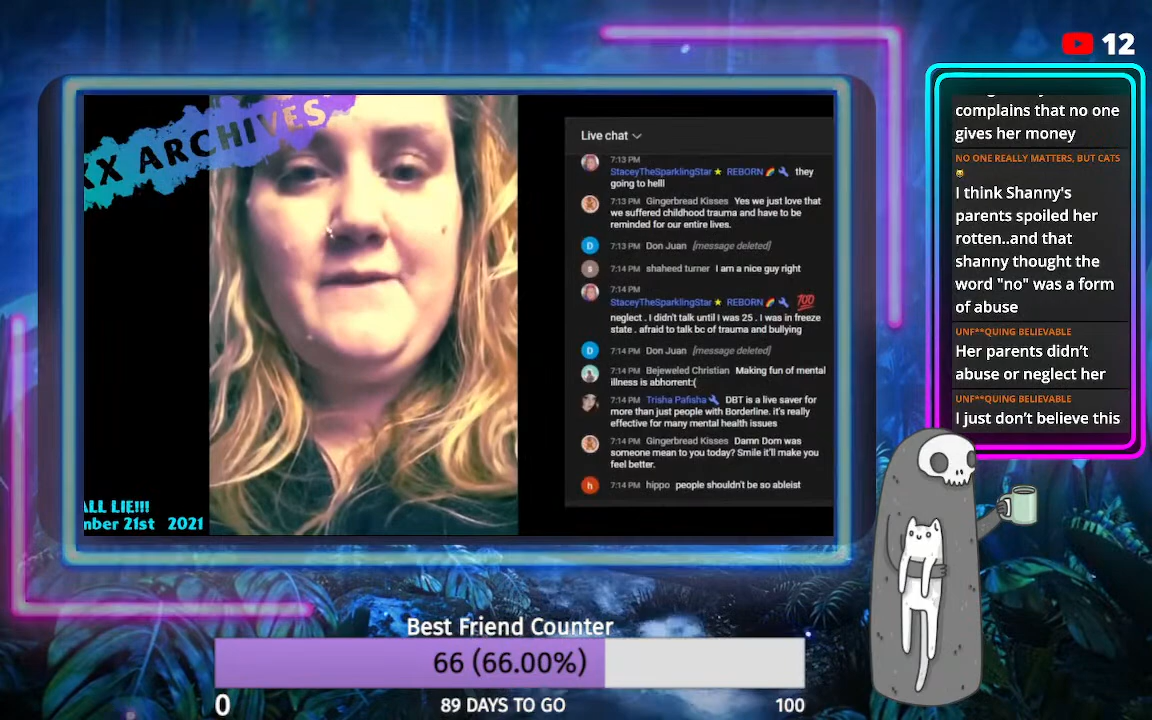 12
XX ARCHIVES
ALL LIE!!!
mber 21st 2021
Live chat
7:13 PM
StaceyTheSparklingStar ★ REBORN 🌈 🔧 they
going to helll
7:13 PM Gingerbread Kisses Yes we just love that
we suffered childhood trauma and have to be
reminded for our entire lives.
D 7:13 PM Don Juan [message deleted]
s 7:14 PM shaheed turner I am a nice guy right
7:14 PM
StaceyTheSparklingStar ★ REBORN 🌈 🔧 💯
neglect . I didn't talk until I was 25 . I was in freeze
state . afraid to talk bc of trauma and bullying
D 7:14 PM Don Juan [message deleted]
7:14 PM Bejeweled Christian Making fun of mental
illness is abhorrent:(
7:14 PM Trisha Pafisha 🔧 DBT is a live saver for
more than just people with Borderline. it's really
effective for many mental health issues
7:14 PM Gingerbread Kisses Damn Dom was
someone mean to you today? Smile it'll make you
feel better.
h 7:14 PM hippo people shouldn't be so ableist
complains that no one
gives her money
NO ONE REALLY MATTERS, BUT CATS
🐱
I think Shanny's
parents spoiled her
rotten..and that
shanny thought the
word "no" was a form
of abuse
UNF**QUING BELIEVABLE
Her parents didn't
abuse or neglect her
UNF**QUING BELIEVABLE
I just don't believe this
Best Friend Counter
66 (66.00%)
0 89 DAYS TO GO 100